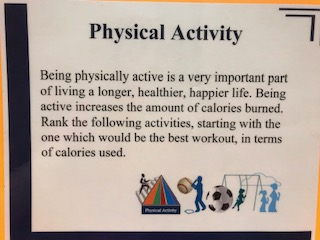 Physical Activity
Being physically active is a very important part
of living a longer, healthier, happier life. Being
active increases the amount of calories burned.
Rank the following activities, starting with the
one which would be the best workout, in terms
of calories used.
Physical Activity